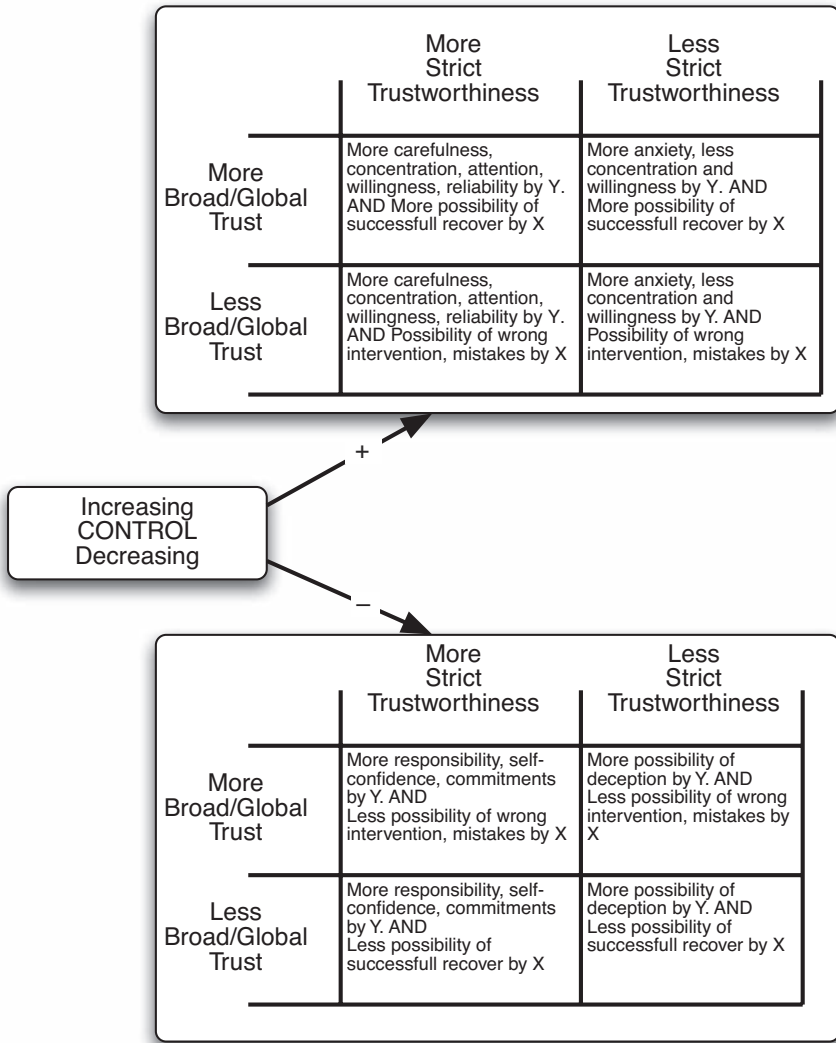 More
Strict
Trustworthiness
Less
Strict
Trustworthiness
More
Broad/Global
Trust
More carefulness,
concentration, attention,
willingness, reliability by Y.
AND More possibility of
successfull recover by X
More anxiety, less
concentration and
willingness by Y. AND
More possibility of
successfull recover by X
Less
Broad/Global
Trust
More carefulness,
concentration, attention,
willingness, reliability by Y.
AND Possibility of wrong
intervention, mistakes by X
More anxiety, less
concentration and
willingness by Y. AND
Possibility of wrong
intervention, mistakes by X
+
Increasing
CONTROL
Decreasing
–
More
Strict
Trustworthiness
Less
Strict
Trustworthiness
More
Broad/Global
Trust
More responsibility, self-
confidence, commitments
by Y. AND
Less possibility of wrong
intervention, mistakes by X
More possibility of
deception by Y. AND
Less possibility of wrong
intervention, mistakes by
X
Less
Broad/Global
Trust
More responsibility, self-
confidence, commitments
by Y. AND
Less possibility of
successfull recover by X
More possibility of
deception by Y. AND
Less possibility of
successfull recover by X